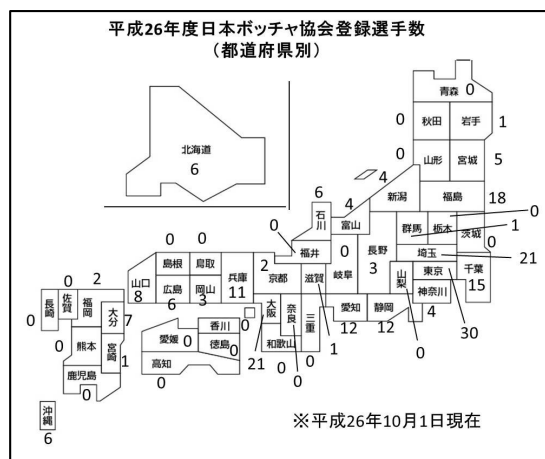 平成26年度日本ボッチャ協会登録選手数
（都道府県別）
青森 0
0 秋田 岩手 1
北海道
6
0 山形 宮城 5
4
新潟 福島 18
6
石川
4
富山
0
群馬 栃木 茨城
1
0
0
福井
0
長野
3
埼玉 21
0 0
島根 鳥取
兵庫
11
2
京都 滋賀 岐阜
山梨 東京 千葉
15
神奈川
山口
8
広島
6
岡山
3
0 2
長崎 佐賀 福岡
0
大分 7
大阪 奈良 三重
愛知 静岡
12 12
4
30
0
香川 0
愛媛 徳島
0 0
21
和歌山
0 0
0
1
熊本 宮崎
0 1
高知
0
鹿児島
0
沖縄
6
※平成26年10月1日現在